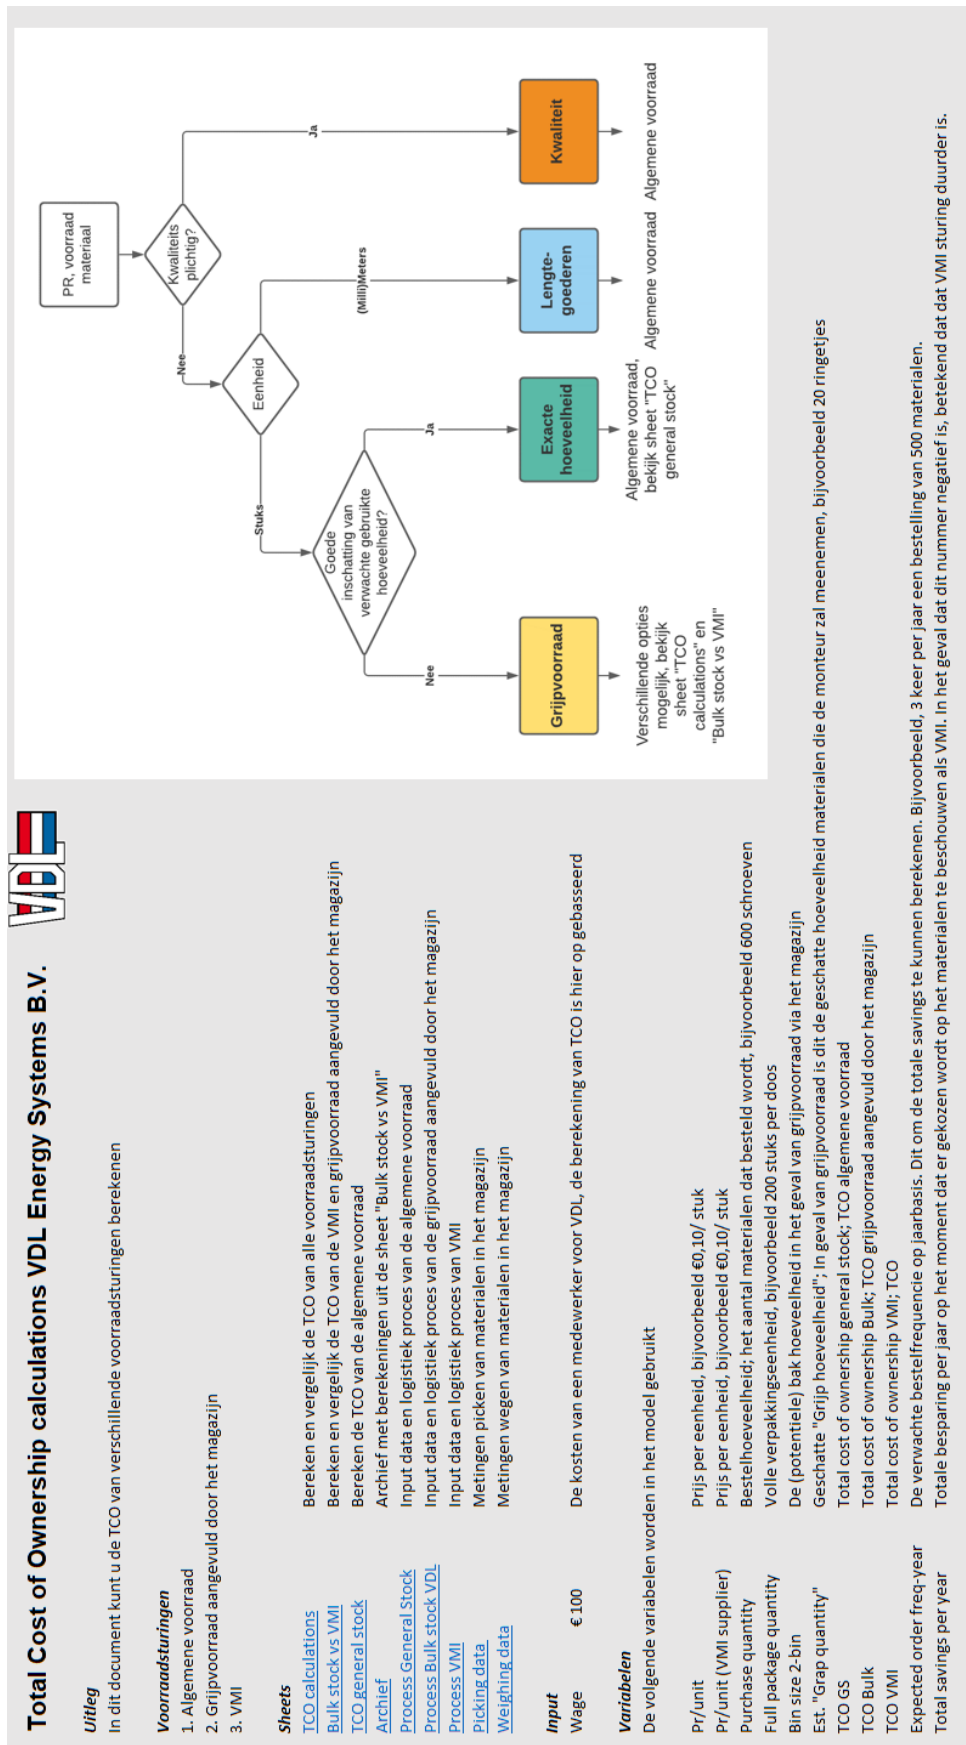 Total Cost of Ownership calculations VDL Energy Systems B.V.
VDL
Uitleg
In dit document kunt u de TCO van verschillende voorraadsturingen berekenen
Voorraadsturingen
1. Algemene voorraad
2. Grijpvoorraad aangevuld door het magazijn
3. VMI
Sheets
TCO calculations Bereken en vergelijk de TCO van alle voorraadsturingen
Bulk stock vs VMI Bereken en vergelijk de TCO van de VMI en grijpvoorraad aangevuld door het magazijn
TCO general stock Bereken de TCO van de algemene voorraad
Archief Archief met berekeningen uit de sheet "Bulk stock vs VMI"
Process General Stock Input data en logistiek proces van de algemene voorraad
Process Bulk stock VDL Input data en logistiek proces van de grijpvoorraad aangevuld door het magazijn
Process VMI Input data en logistiek proces van VMI
Picking data Metingen picken van materialen in het magazijn
Weighing data Metingen wegen van materialen in het magazijn
Input
Wage € 100 De kosten van een medewerker voor VDL, de berekening van TCO is hier op gebasseerd
Variabelen
De volgende variabelen worden in het model gebruikt
Pr/unit Prijs per eenheid, bijvoorbeeld €0,10/ stuk
Pr/unit (VMI supplier) Prijs per eenheid, bijvoorbeeld €0,10/ stuk
Purchase quantity Bestelhoeveelheid; het aantal materialen dat besteld wordt, bijvoorbeeld 600 schroeven
Full package quantity Volle verpakkingseenheid, bijvoorbeeld 200 stuks per doos
Bin size 2-bin De (potentiele) bak hoeveelheid in het geval van grijpvoorraad via het magazijn
Est. "Grap quantity" Geschatte "Grijp hoeveelheid"; In geval van grijpvoorraad is dit de geschatte hoeveelheid materialen die de monteur zal meenemen, bijvoorbeeld 20 ringetjes
TCO GS Total cost of ownership general stock; TCO algemene voorraad
TCO Bulk Total cost of ownership Bulk; TCO grijpvoorraad aangevuld door het magazijn
TCO VMI Total cost of ownership VMI; TCO
Expected order freq-year De verwachte bestelfrequencie op jaarbasis. Dit om de totale savings te kunnen berekenen. Bijvoorbeeld, 3 keer per jaar een bestelling van 500 materialen.
Total savings per year Totale besparing per jaar op het moment dat er gekozen wordt op het materialen te beschouwen als VMI. In het geval dat dit nummer negatief is, betekend dat dat VMI sturing duurder is.
PR, voorraad
materiaal
Kwaliteits
plichtig?
Nee
Ja
Eenheid
Stuks
(Milli)Meters
Goede
inschatting van
verwachte gebruikte
hoeveelheid?
Nee
Ja
Grijpvoorraad
Exacte
hoeveelheid
Lengte-
goederen
Kwaliteit
Verschillende opties
mogelijk, bekijk
sheet "TCO
calculations" en
"Bulk stock vs VMI"
Algemene voorraad,
bekijk sheet "TCO
general stock"
Algemene voorraad
Algemene voorraad